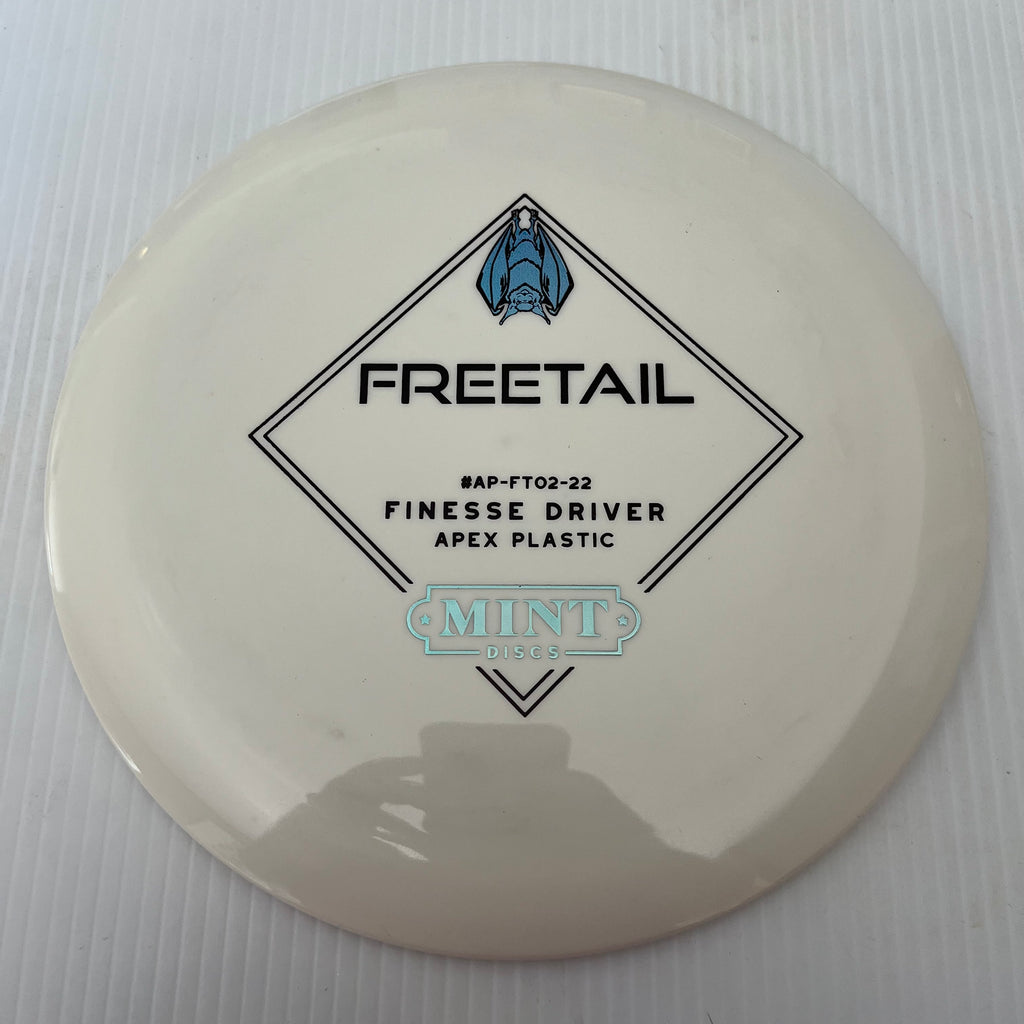 FREETAIL
#AP-FT02-22
FINESSE DRIVER
APEX PLASTIC
MINT
DISCS